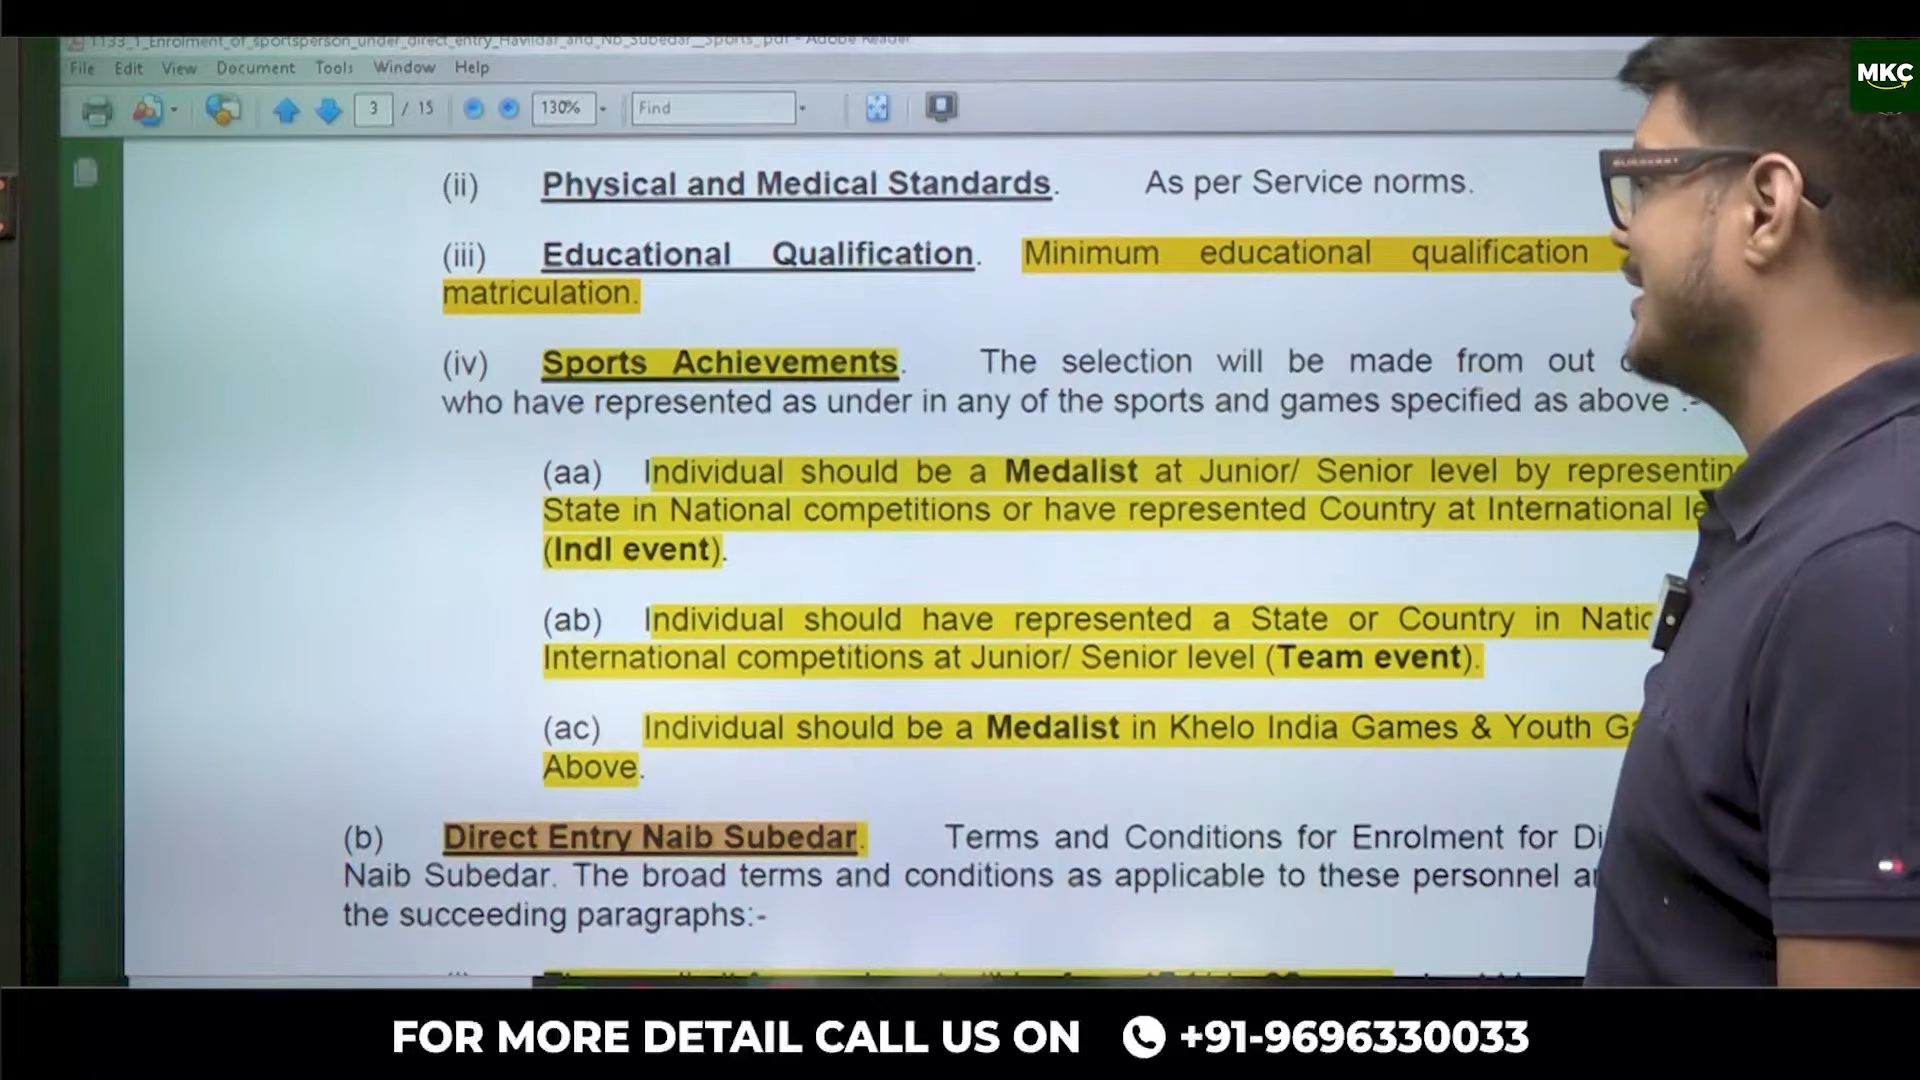 1133_1_Enrolment_of_sportsperson_under_direct_entry_Havildar_and_Nb_Subedar__Sports_.pdf - Adobe Reader
MKC
File Edit View Document Tools Window Help
3 / 15 130% Find
(ii) Physical and Medical Standards. As per Service norms.
BURBERRY
(iii) Educational Qualification. Minimum educational qualification
matriculation.
(iv) Sports Achievements. The selection will be made from out
who have represented as under in any of the sports and games specified as above :-
(aa) Individual should be a Medalist at Junior/ Senior level by representing
State in National competitions or have represented Country at International
(Indl event).
(ab) Individual should have represented a State or Country in
International competitions at Junior/ Senior level (Team event).
(ac) Individual should be a Medalist in Khelo India Games & Youth
Above.
(b) Direct Entry Naib Subedar. Terms and Conditions for Enrolment for
Naib Subedar. The broad terms and conditions as applicable to these personnel
the succeeding paragraphs:-
FOR MORE DETAIL CALL US ON +91-9696330033